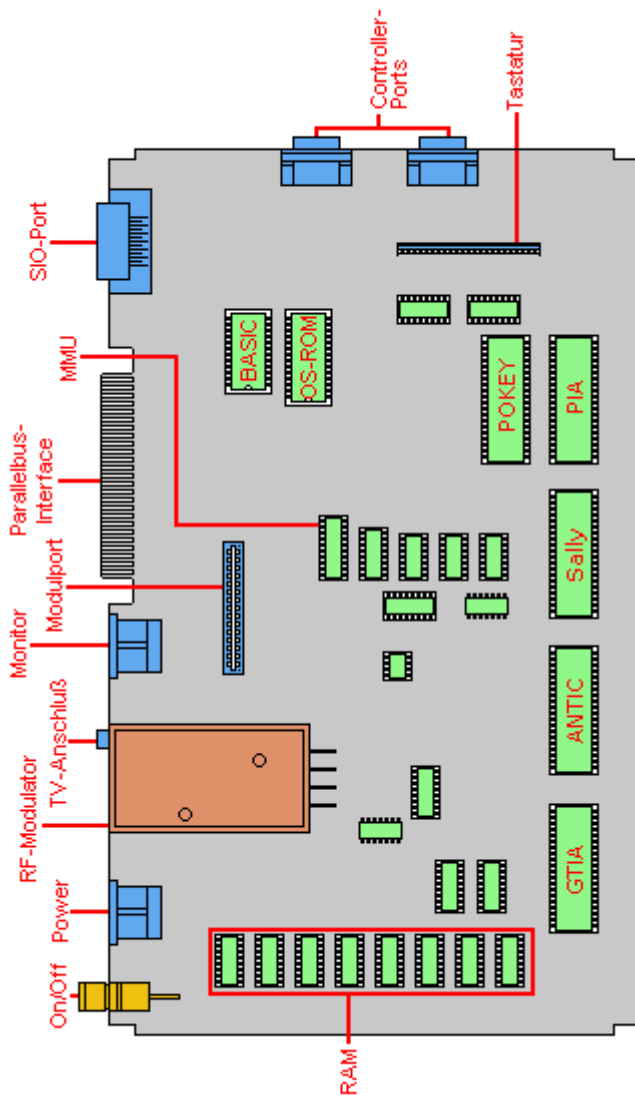 On/Off
Power
RF-Modulator
TV-Anschluß
Monitor
Modulport
Parallelbus-
Interface
MMU
SIO-Port
Controller-
Ports
Tastatur
BASIC
OS-ROM
POKEY
PIA
Sally
ANTIC
GTIA
RAM